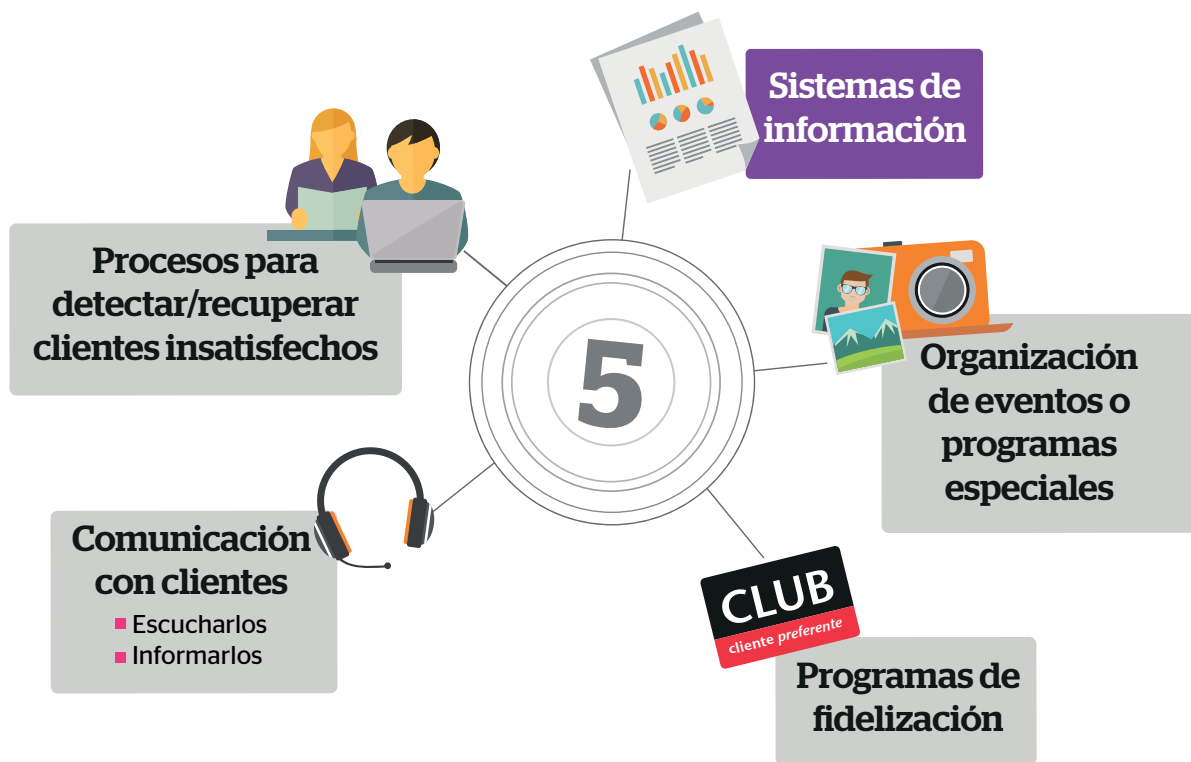 Sistemas de
información
Procesos para
detectar/recuperar
clientes insatisfechos
5
Organización
de eventos o
programas
especiales
Comunicación
con clientes
Escucharlos
Informarlos
CLUB
cliente preferente
Programas de
fidelización